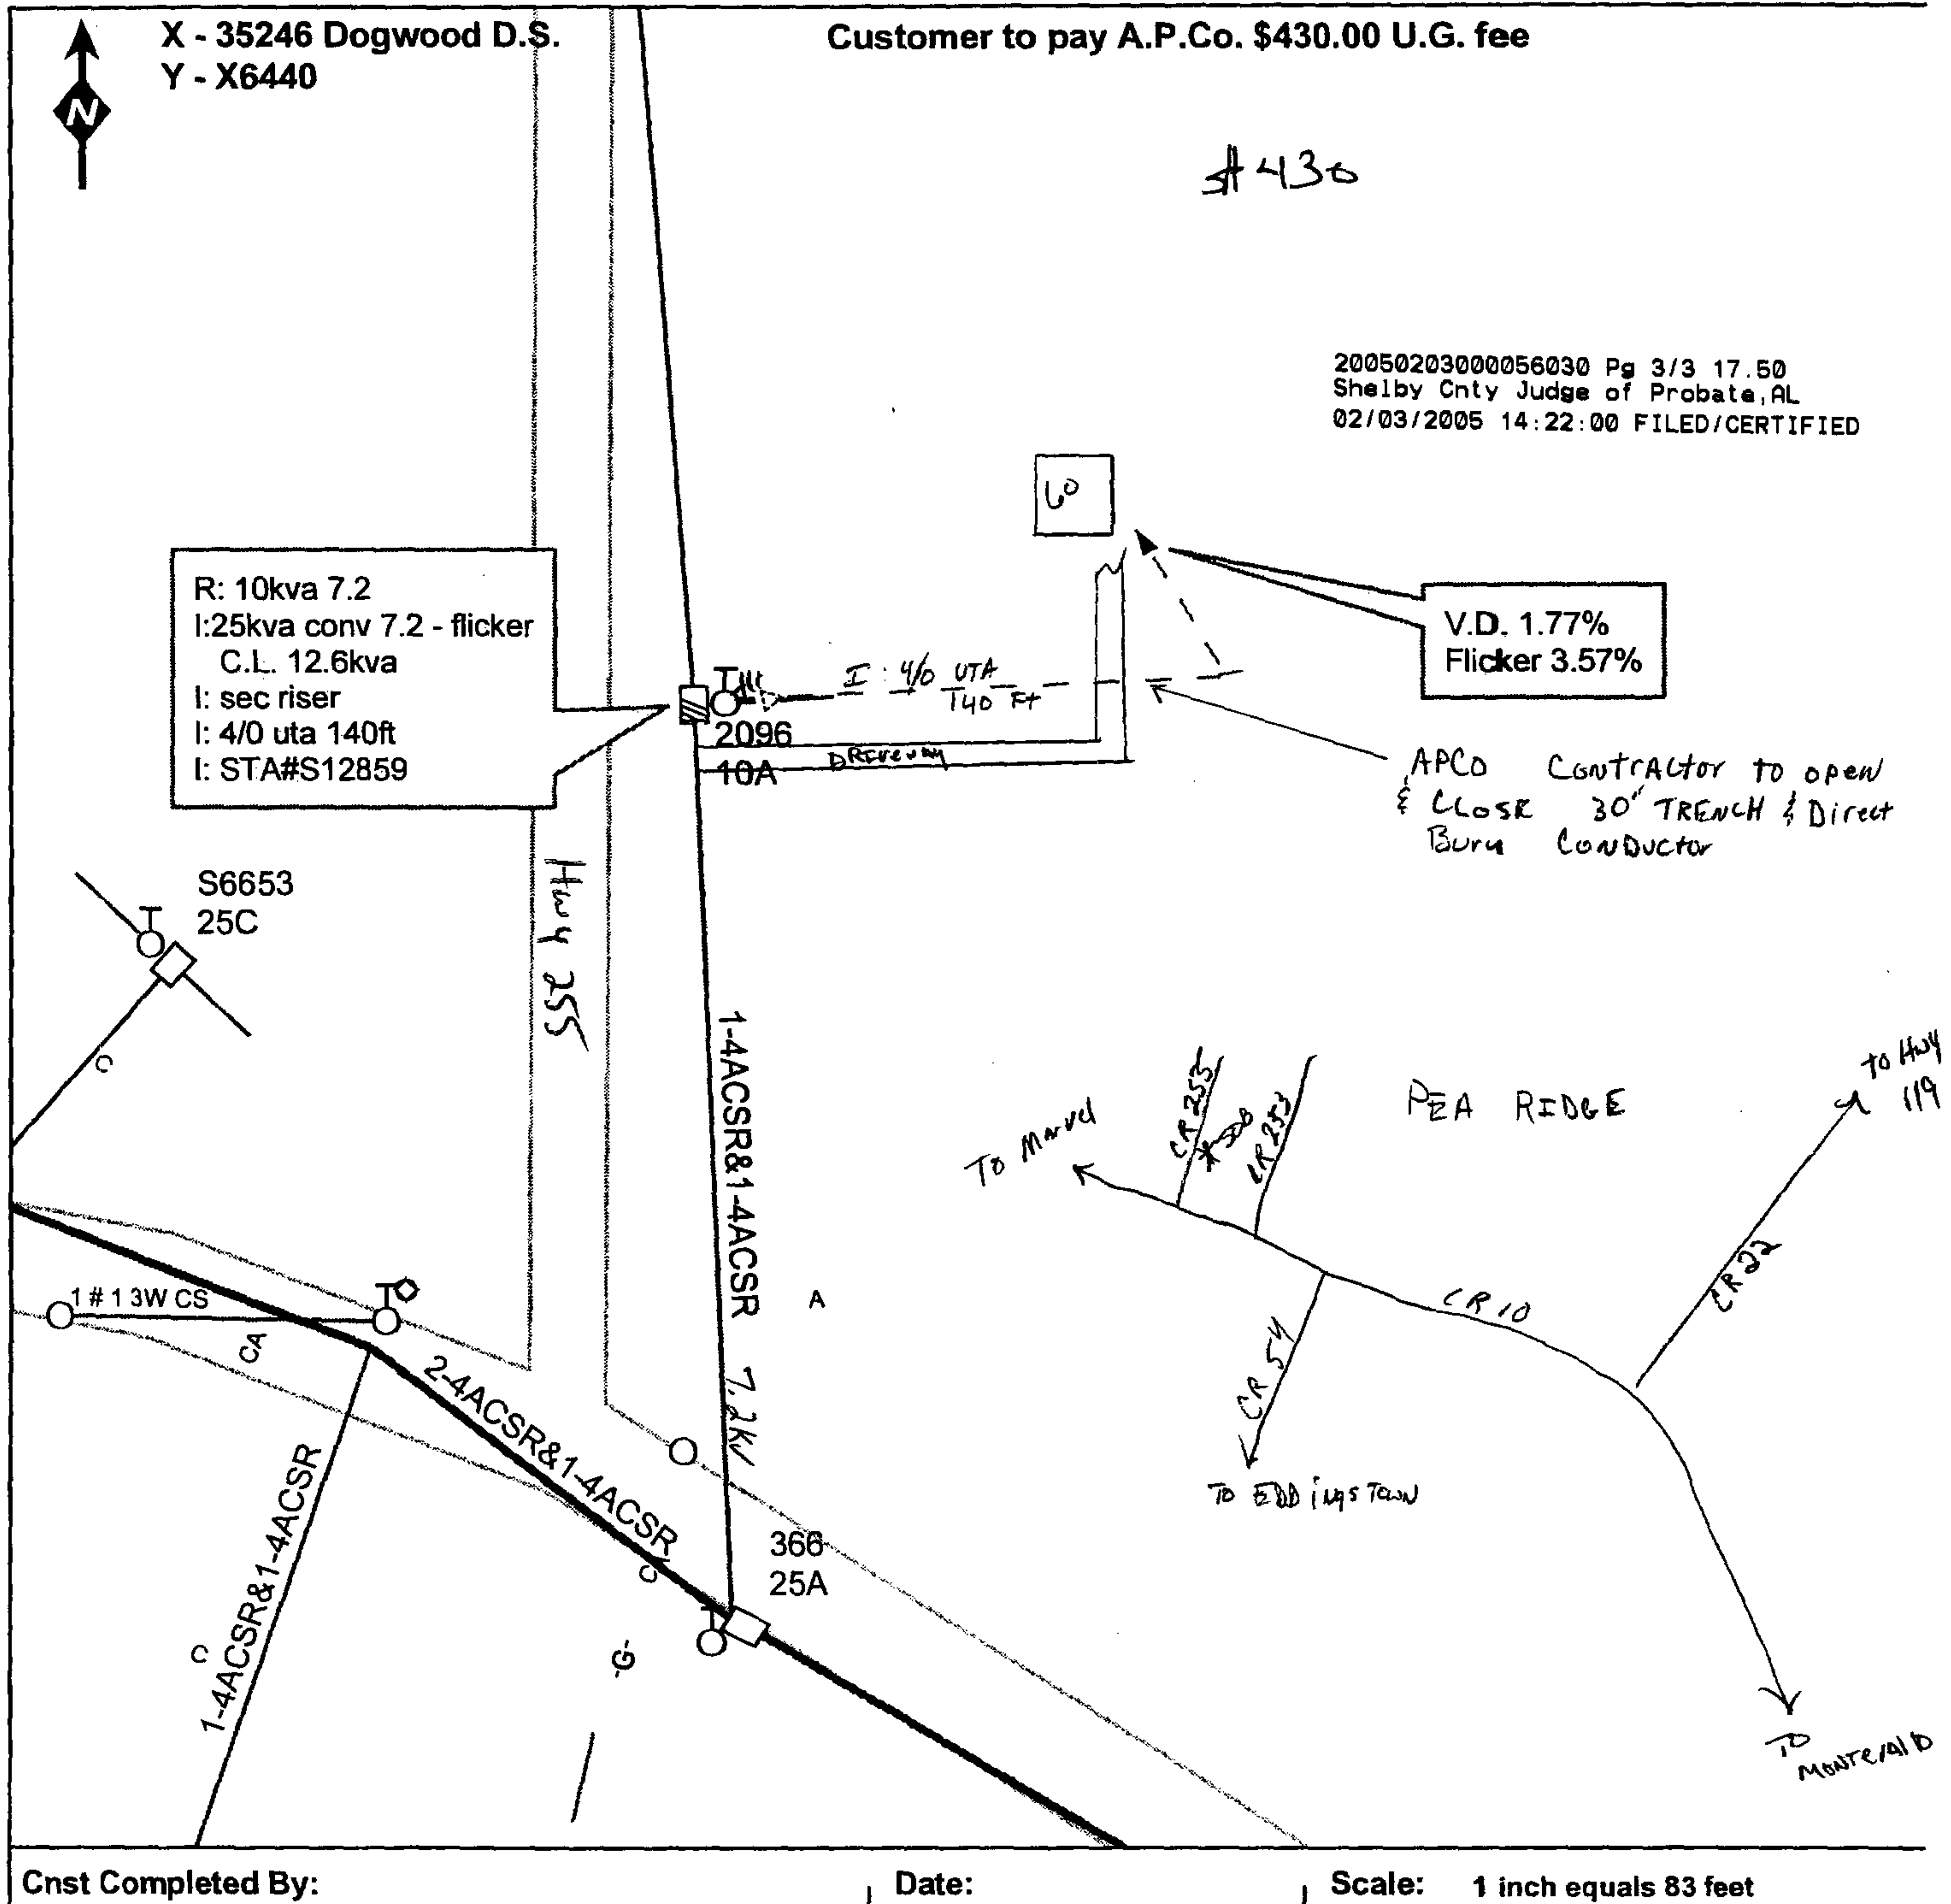 X - 35246 Dogwood D.S.
Y - X6440
Customer to pay A.P.Co. $430.00 U.G. fee
N
$430
20050203000056030 Pg 3/3 17.50
Shelby Cnty Judge of Probate,AL
02/03/2005 14:22:00 FILED/CERTIFIED
60
R: 10kva 7.2
I:25kva conv 7.2 - flicker
C.L. 12.6kva
I: sec riser
I: 4/0 uta 140ft
I: STA#S12859
V.D. 1.77%
Flicker 3.57%
T
I : 4/0 UTA
140 Ft
2096
10A
DRIVEWAY
APCO Contractor to open
& Close 30" TRENCH & Direct
Bury Conductor
S6653
25C
T
C
Hwy 255
1-4ACSR&1-4ACSR 7.2KV
A
To Marvel
CR 255
CR 253
PEA RIDGE
to Hwy
119
CR 22
CR 10
CR 54
To Eddings Town
To
Montevallo
1 # 1 3W CS
T
CA
2-4ACSR&1-4ACSR
C
1-4ACSR&1-4ACSR
C
366
25A
T
-G-
Cnst Completed By:
Date:
Scale: 1 inch equals 83 feet